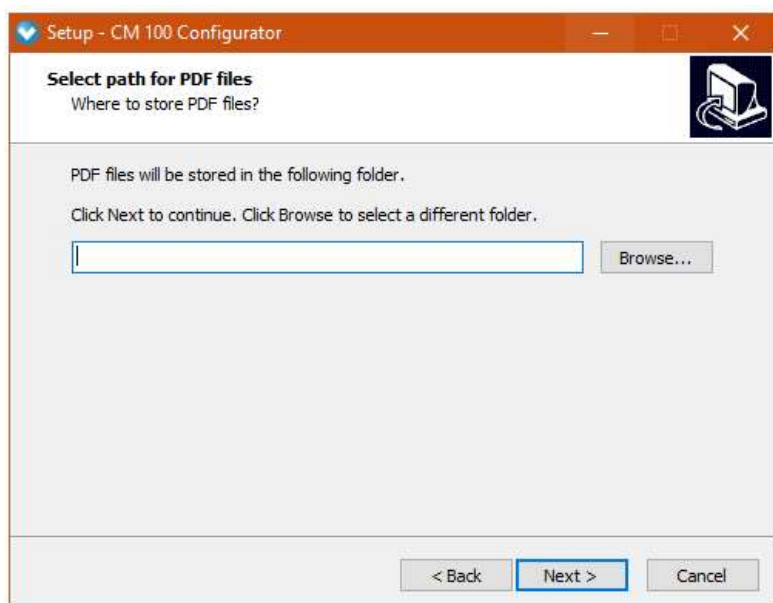 Setup - CM 100 Configurator
Select path for PDF files
Where to store PDF files?
PDF files will be stored in the following folder.
Click Next to continue. Click Browse to select a different folder.
Browse...
< Back Next > Cancel